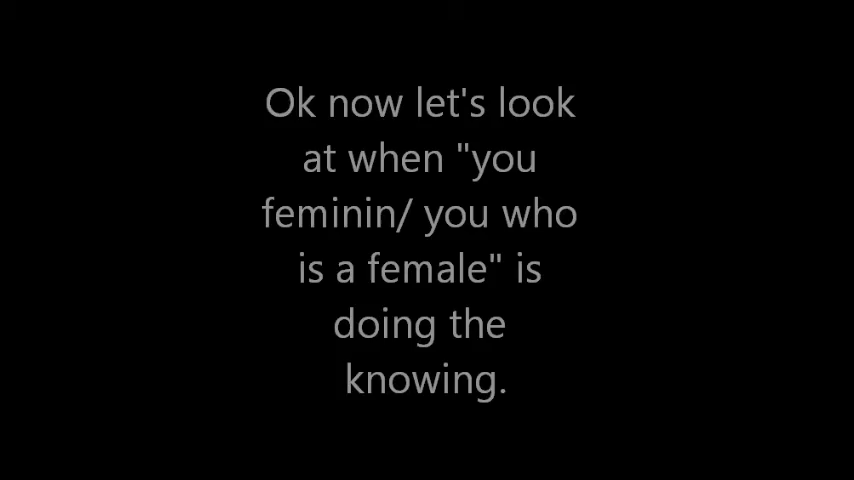 Ok now let's look
at when "you
feminin/ you who
is a female" is
doing the
knowing.